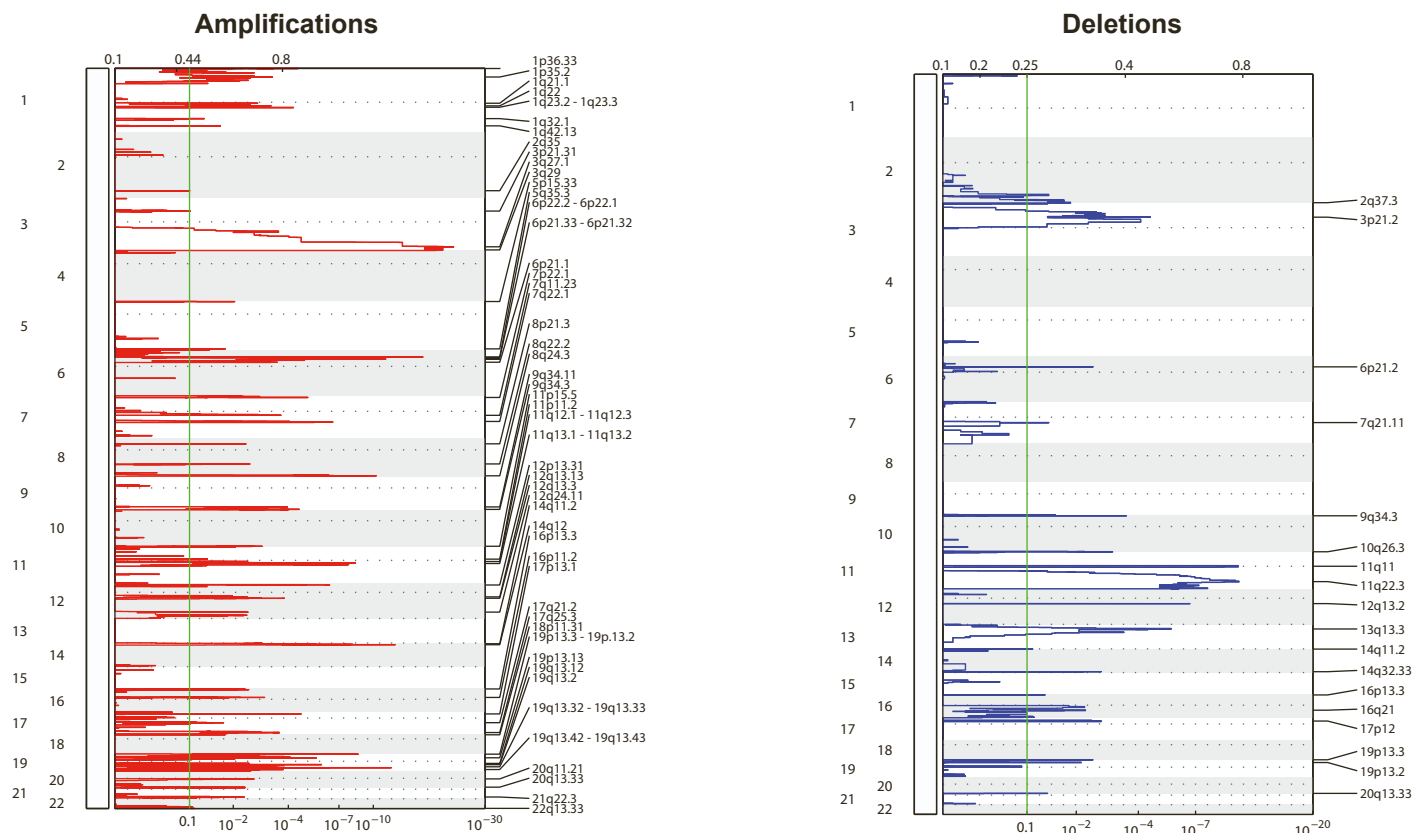 Amplifications
0.1 0.44 0.8
1
2
3
4
5
6
7
8
9
10
11
12
13
14
15
16
17
18
19
20
21
22
1p36.33
1p35.2
1q21.1
1q22
1q23.2 - 1q23.3
1q32.1
1q42.13
2q35
3p21.31
3q27.1
3q29
5p15.33
5q35.3
6p22.2 - 6p22.1
6p21.33 - 6p21.32
6p21.1
7p22.1
7q11.23
7q22.1
8p21.3
8q22.2
8q24.3
9q34.11
9q34.3
11p15.5
11p11.2
11q12.1 - 11q12.3
11q13.1 - 11q13.2
12p13.31
12q13.13
12q13.3
12q24.11
14q11.2
14q12
16p13.3
16p11.2
17p13.1
17q21.2
17q25.3
18p11.31
19p13.3 - 19p.13.2
19p13.13
19q13.12
19q13.2
19q13.32 - 19q13.33
19q13.42 - 19q13.43
20q11.21
20q13.33
21q22.3
22q13.33
0.1 10⁻² 10⁻⁴ 10⁻⁷ 10⁻¹⁰ 10⁻³⁰
Deletions
0.1 0.2 0.25 0.4 0.8
1
2
3
4
5
6
7
8
9
10
11
12
13
14
15
16
17
18
19
20
21
22
2q37.3
3p21.2
6p21.2
7q21.11
9q34.3
10q26.3
11q11
11q22.3
12q13.2
13q13.3
14q11.2
14q32.33
16p13.3
16q21
17p12
19p13.3
19p13.2
20q13.33
0.1 10⁻² 10⁻⁴ 10⁻⁷ 10⁻²⁰